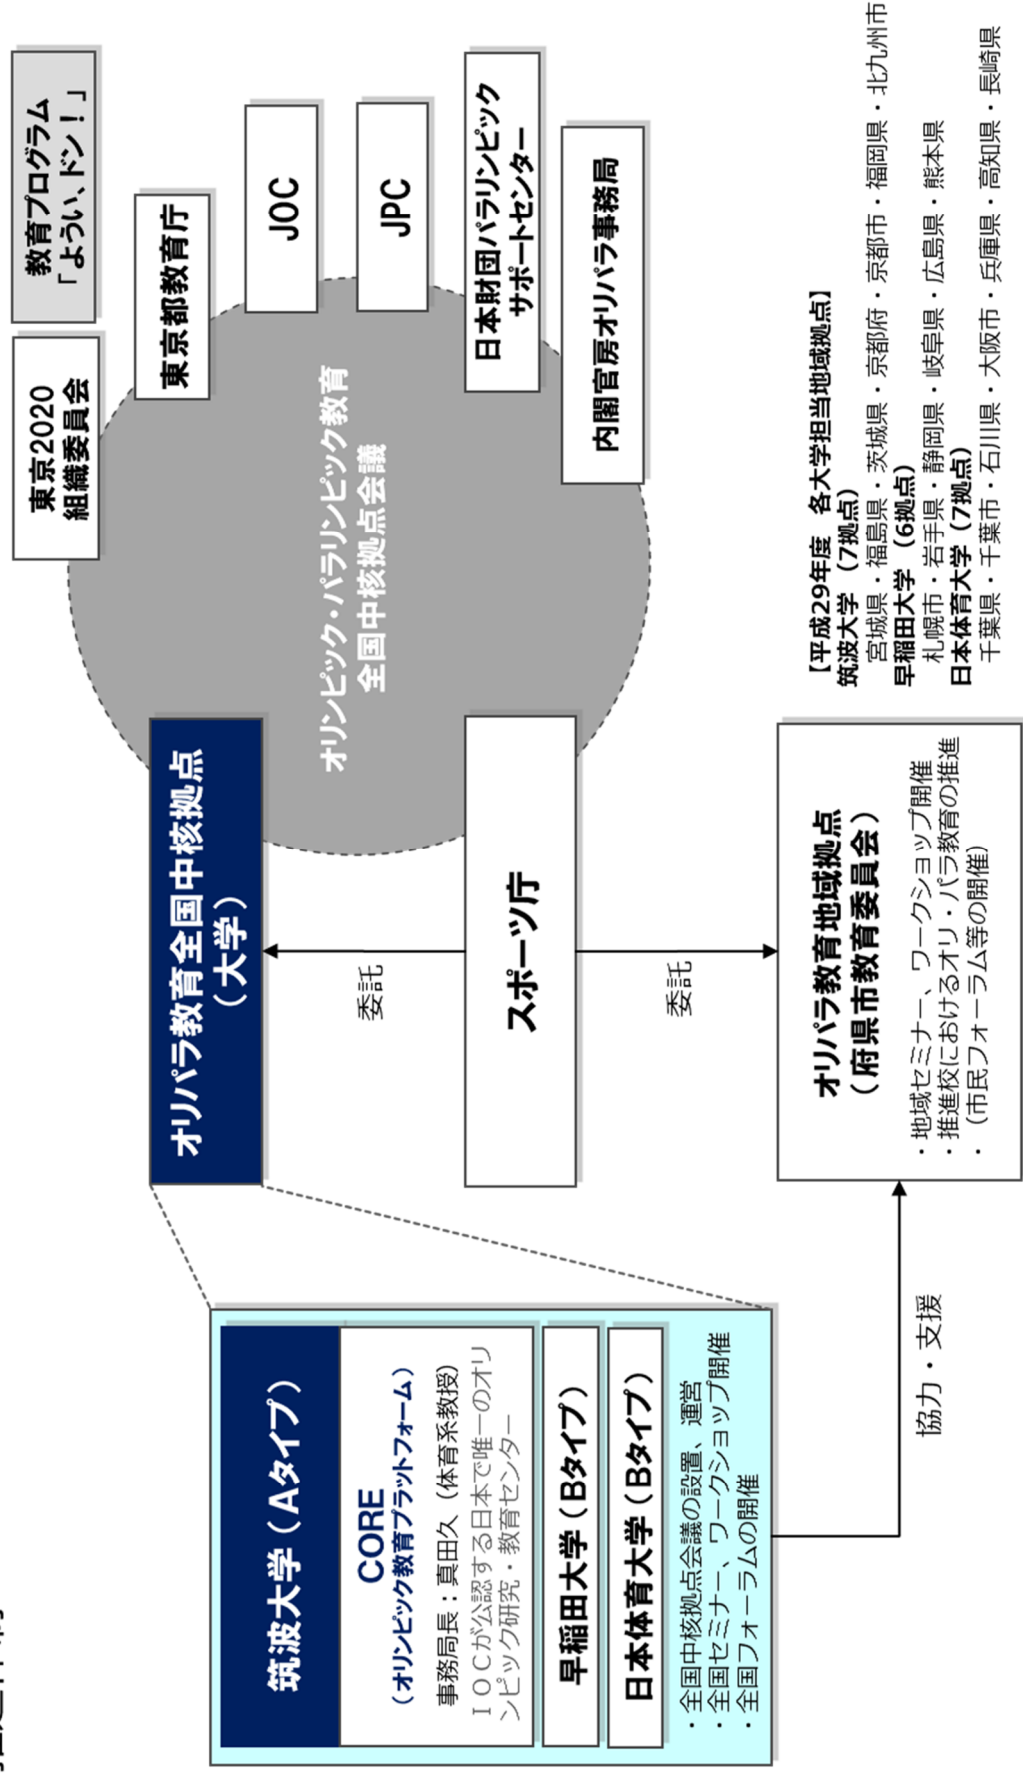 筑波大学(Aタイプ)
CORE
(オリンピック教育プラットフォーム)
事務局長:真田久(体育系教授)
IOCが公認する日本で唯一のオリ
ンピック研究・教育センター
早稲田大学(Bタイプ)
日本体育大学(Bタイプ)
・全国中核拠点会議の設置、運営
・全国セミナー、ワークショップ開催
・全国フォーラムの開催
協力・支援
オリパラ教育全国中核拠点
(大学)
委託
スポーツ庁
委託
オリパラ教育地域拠点
(府県市教育委員会)
・地域セミナー、ワークショップ開催
・推進校におけるオリ・パラ教育の推進
・(市民フォーラム等の開催)
オリンピック・パラリンピック教育
全国中核拠点会議
東京2020
組織委員会
教育プログラム
「ようい、ドン!」
東京都教育庁
JOC
JPC
日本財団パラリンピック
サポートセンター
内閣官房オリパラ事務局
【平成29年度 各大学担当地域拠点】
筑波大学 (7拠点)
宮城県・福島県・茨城県・京都府・京都市・福岡県・北九州市
早稲田大学 (6拠点)
札幌市・岩手県・静岡県・岐阜県・広島県・熊本県
日本体育大学 (7拠点)
千葉県・千葉市・石川県・大阪市・兵庫県・高知県・長崎県